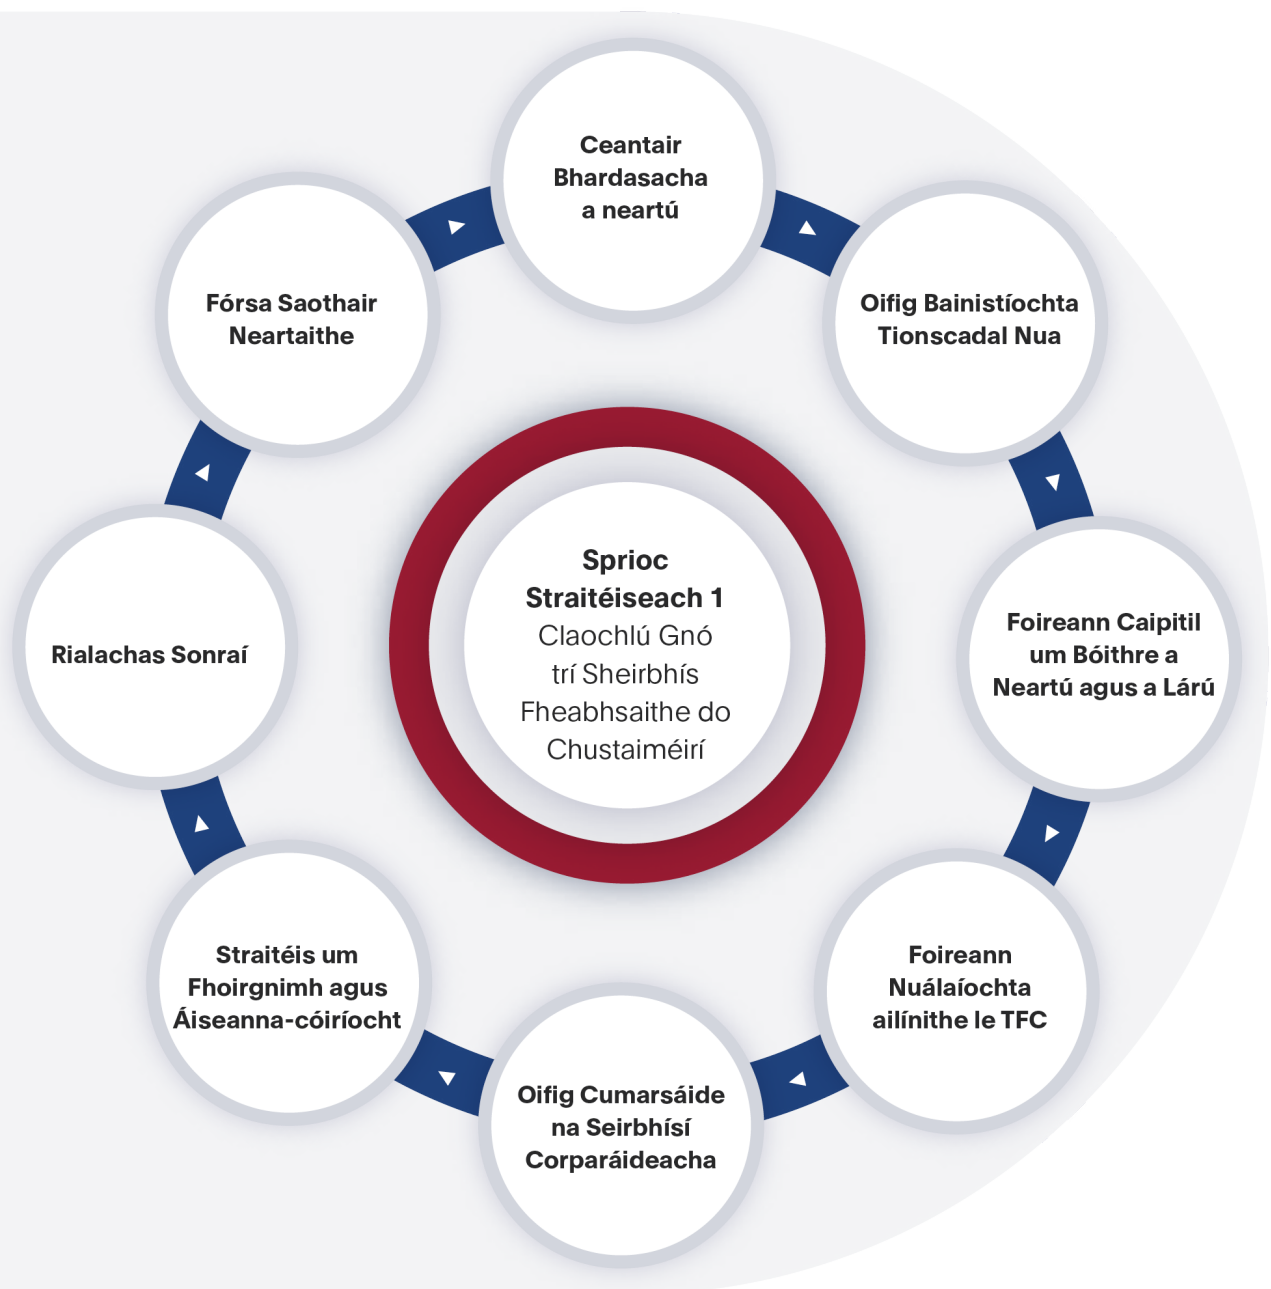 Ceantair
Bhardasacha
a neartú
Oifig Bainistíochta
Tionscadal Nua
Foireann Caipitil
um Bóithre a
Neartú agus a Lárú
Foireann
Nuálaíochta
ailínithe le TFC
Oifig Cumarsáide
na Seirbhísí
Corparáideacha
Straitéis um
Fhoirgnimh agus
Áiseanna-cóiríocht
Rialachas Sonraí
Fórsa Saothair
Neartaithe
Sprioc
Straitéiseach 1
Claochlú Gnó
trí Sheirbhís
Fheabhsaithe do
Chustaiméirí